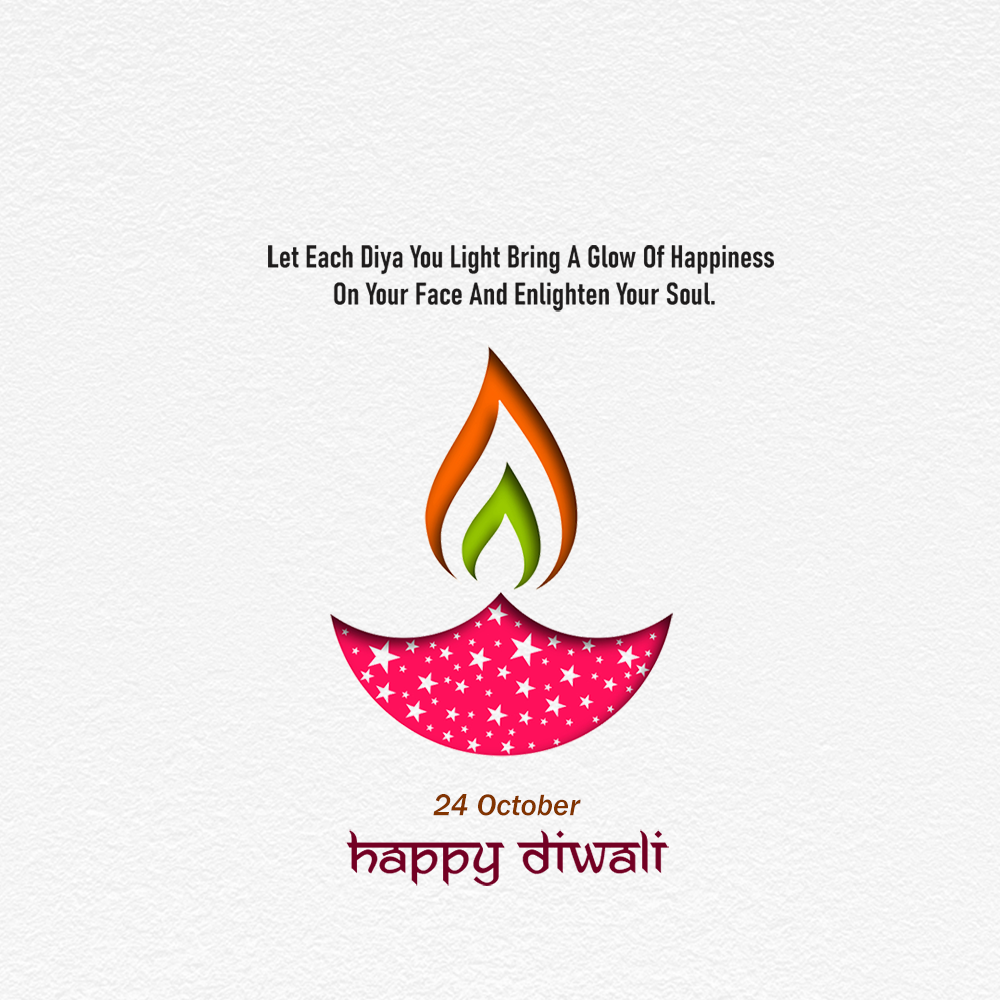 Let Each Diya You Light Bring A Glow Of Happiness
On Your Face And Enlighten Your Soul.
24 October
happy diwali